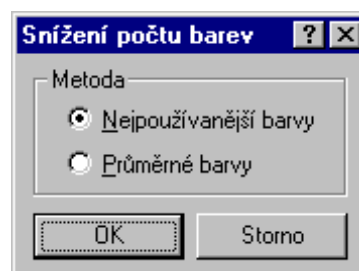 Snížení počtu barev ? ×
Metoda
Nejpoužívanější barvy
Průměrné barvy
OK Storno